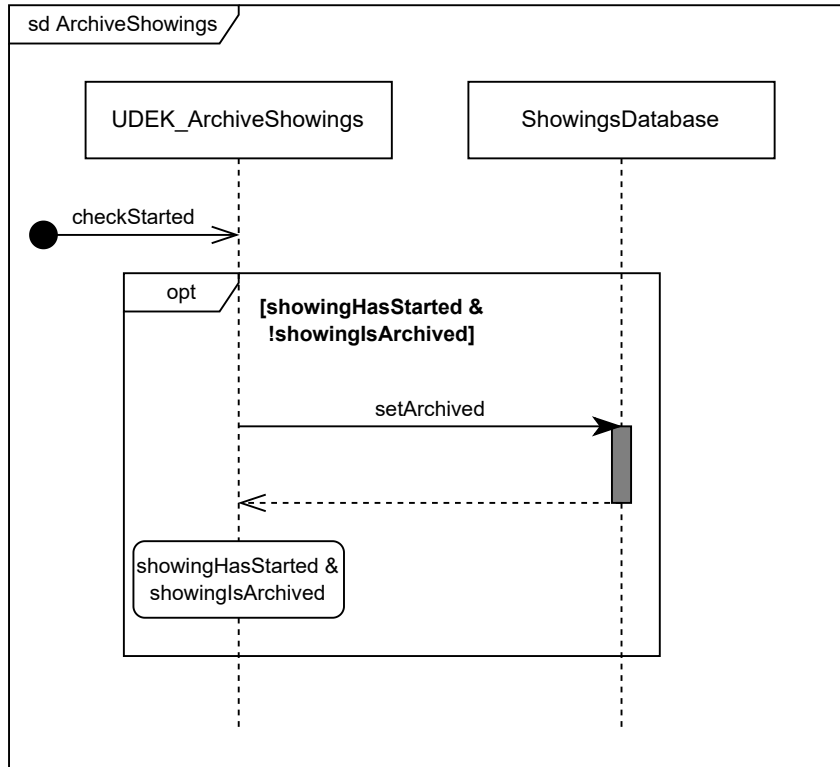 sd ArchiveShowings
UDEK_ArchiveShowings
ShowingsDatabase
checkStarted
opt
[showingHasStarted &
!showingIsArchived]
setArchived
showingHasStarted &
showingIsArchived